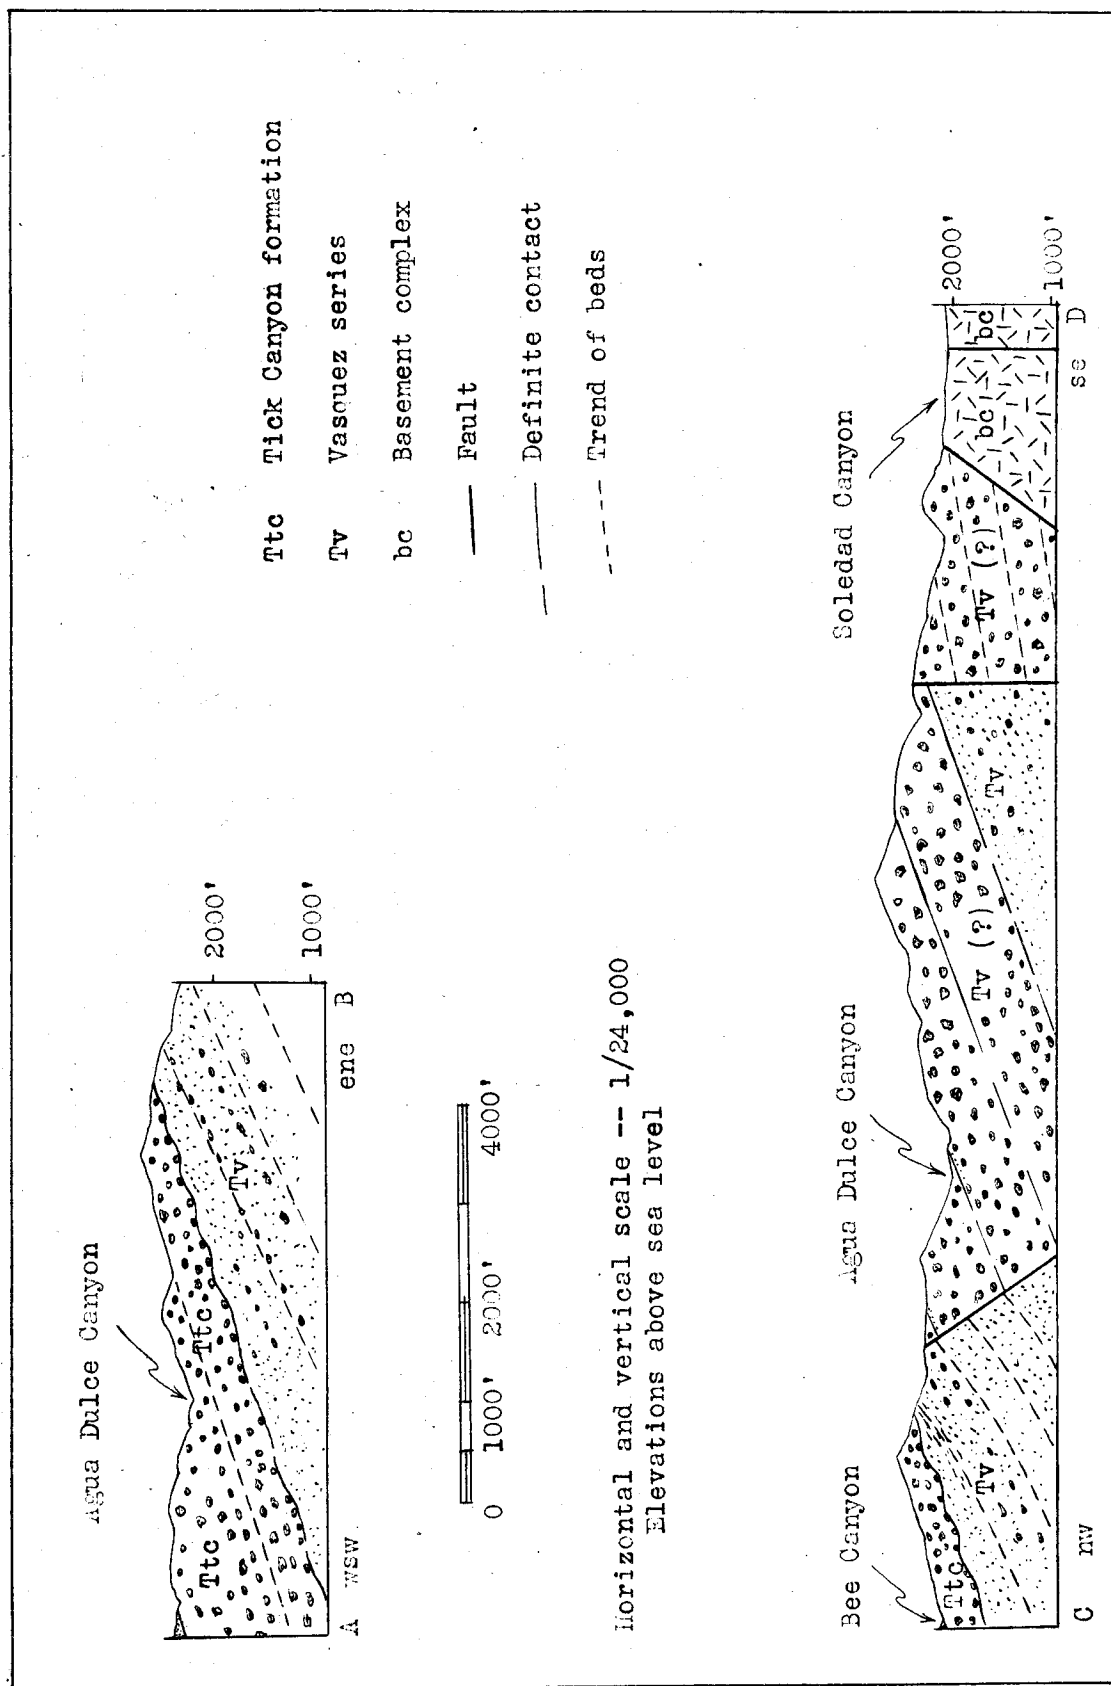 Agua Dulce Canyon
Ttc
Ttc
Tv
2000'
1000'
A
wsw
ene
B
Ttc Tick Canyon formation
Tv Vasquez series
bc Basement complex
Fault
Definite contact
Trend of beds
0 1000' 2000' 4000'
Horizontal and vertical scale -- 1/24,000
Elevations above sea level
Bee Canyon
Agua Dulce Canyon
Soledad Canyon
Ttc
Tv
Tv (?)
Tv
Tv (?)
bc
bc
2000'
1000'
C
nw
se
D